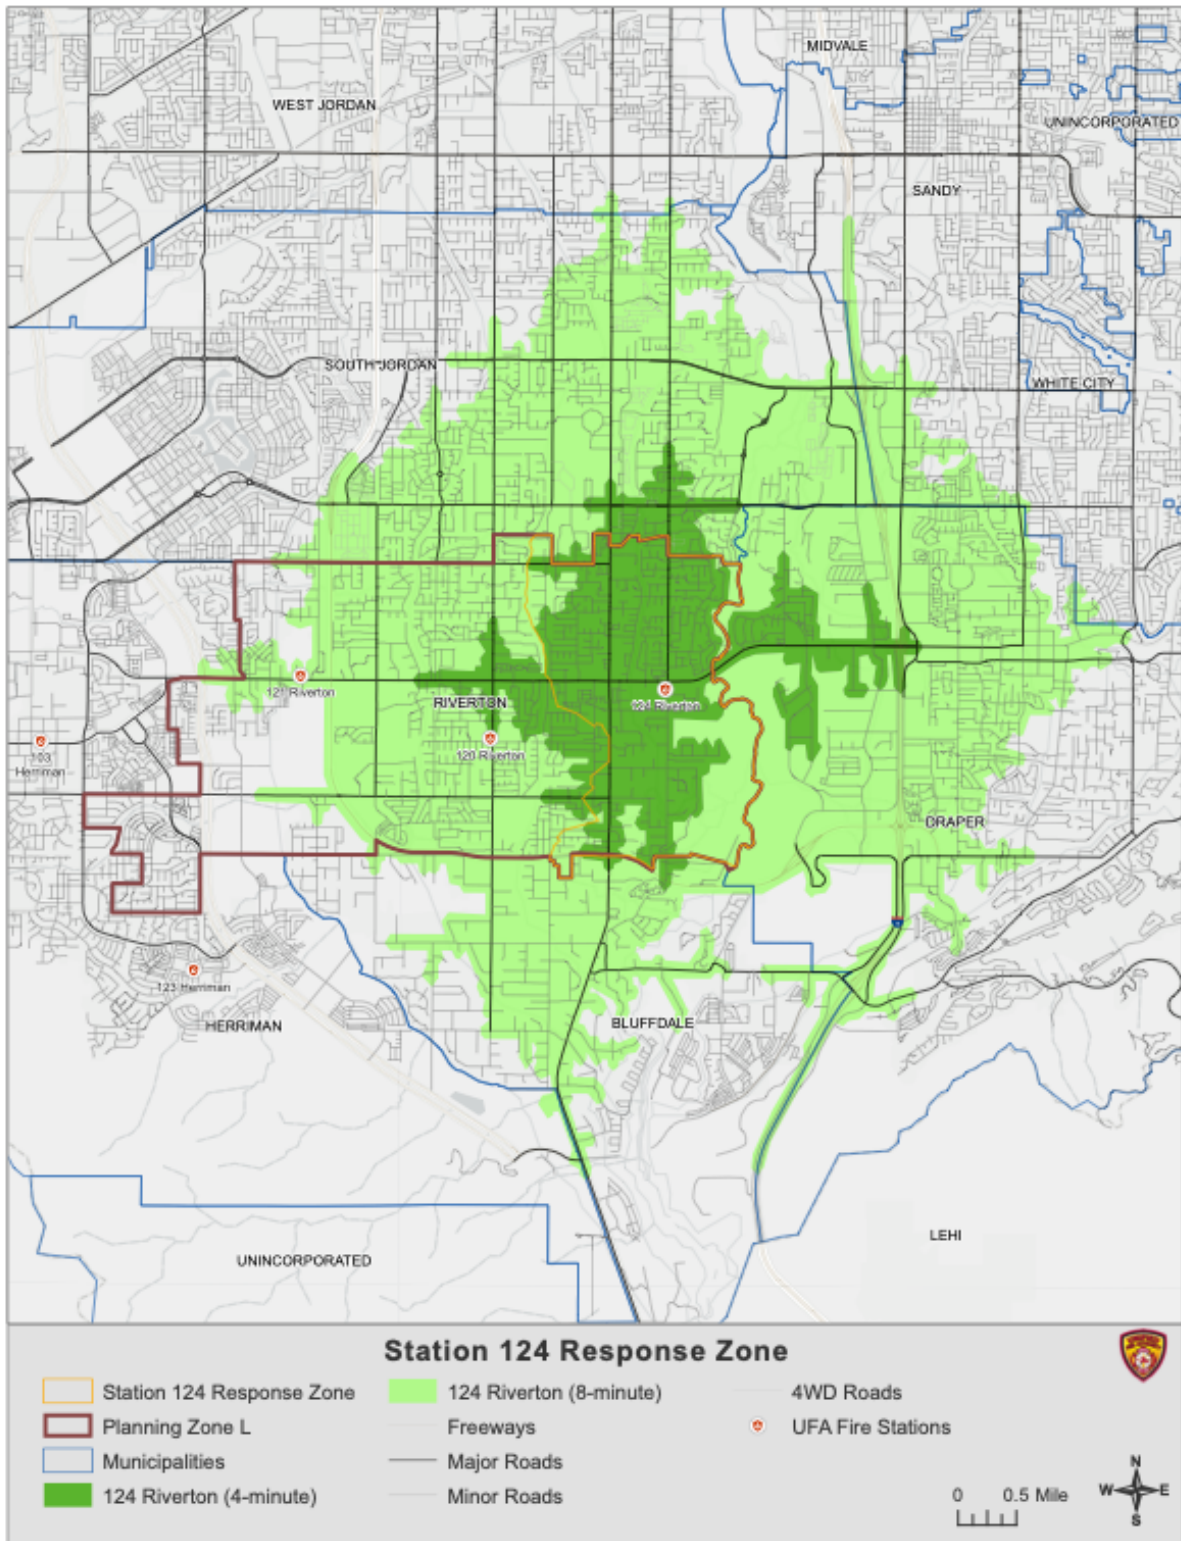 MIDVALE
WEST JORDAN
UNINCORPORATED
SANDY
SOUTH JORDAN
WHITE CITY
121 Riverton
RIVERTON
124 Riverton
103
Herriman
120 Riverton
DRAPER
123 Herriman
HERRIMAN
BLUFFDALE
LEHI
UNINCORPORATED
Station 124 Response Zone
Station 124 Response Zone
124 Riverton (8-minute)
4WD Roads
Planning Zone L
Freeways
UFA Fire Stations
Municipalities
Major Roads
124 Riverton (4-minute)
Minor Roads
0 0.5 Mile
N
W E
S